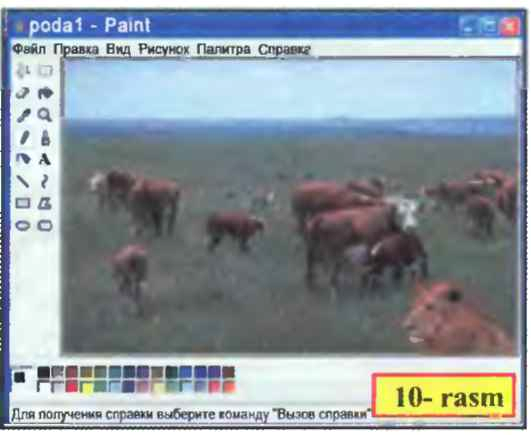 poda1 - Paint
Файл Правка Вид Рисунок Палитра Справка
A
10- rasm
Для получения справки выберите команду "Вызов справки"